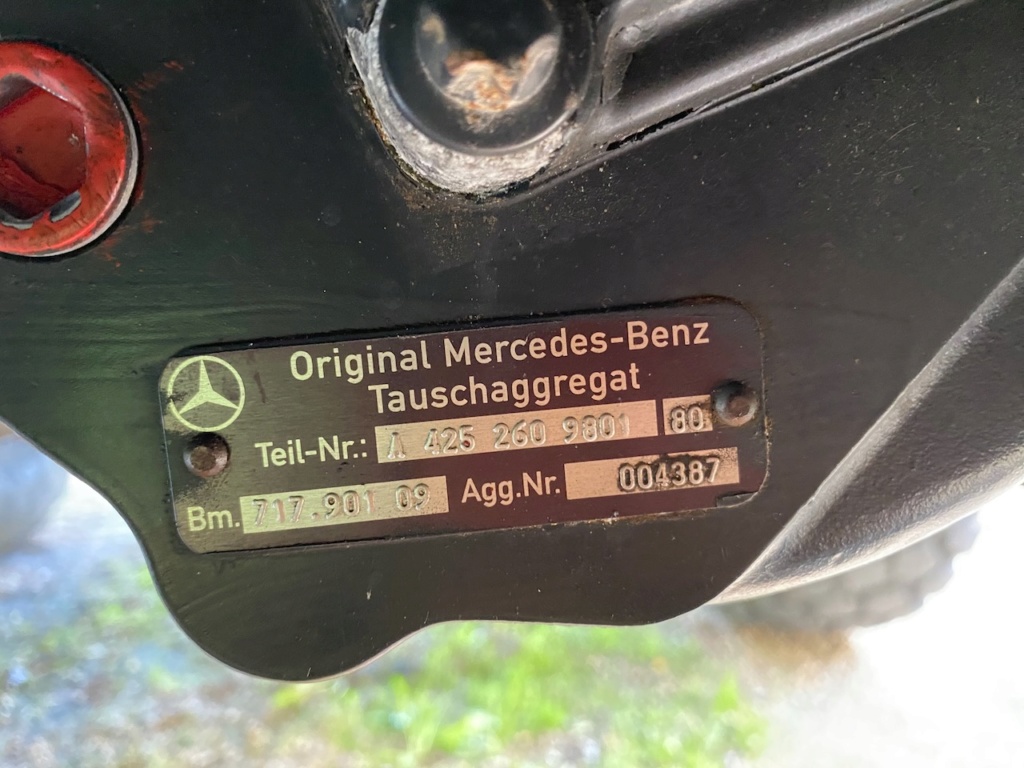 Original Mercedes-Benz
Tauschaggregat
Teil-Nr.: A 425 260 9801 80
Bm. 717.901 09 Agg.Nr. 004387